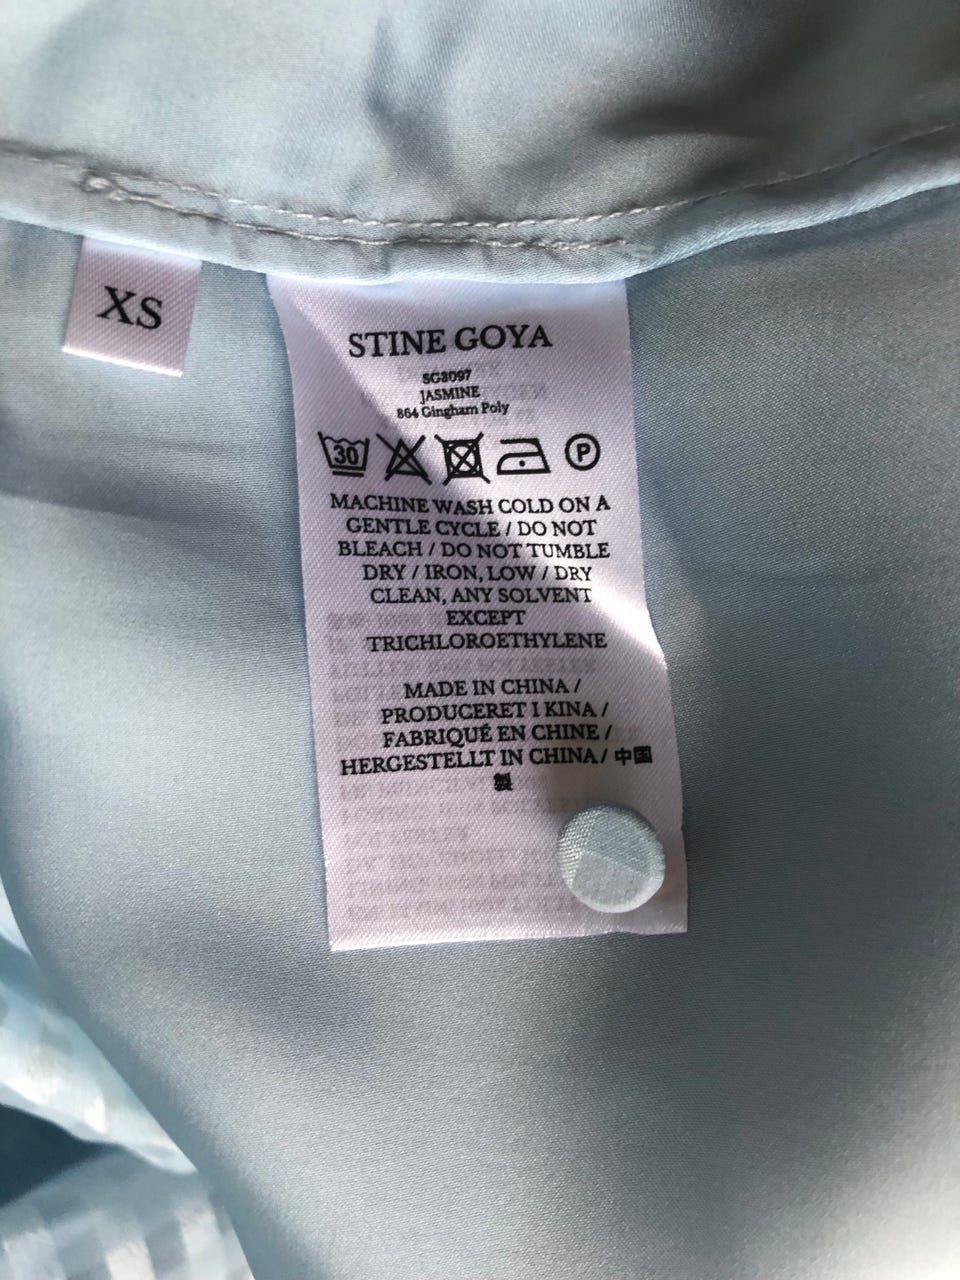 XS
STINE GOYA
SG3097
JASMINE
864 Gingham Poly
30
P
MACHINE WASH COLD ON A
GENTLE CYCLE / DO NOT
BLEACH / DO NOT TUMBLE
DRY / IRON, LOW / DRY
CLEAN, ANY SOLVENT
EXCEPT
TRICHLOROETHYLENE
MADE IN CHINA /
PRODUCERET I KINA /
FABRIQUÉ EN CHINE /
HERGESTELLT IN CHINA / 中国
製